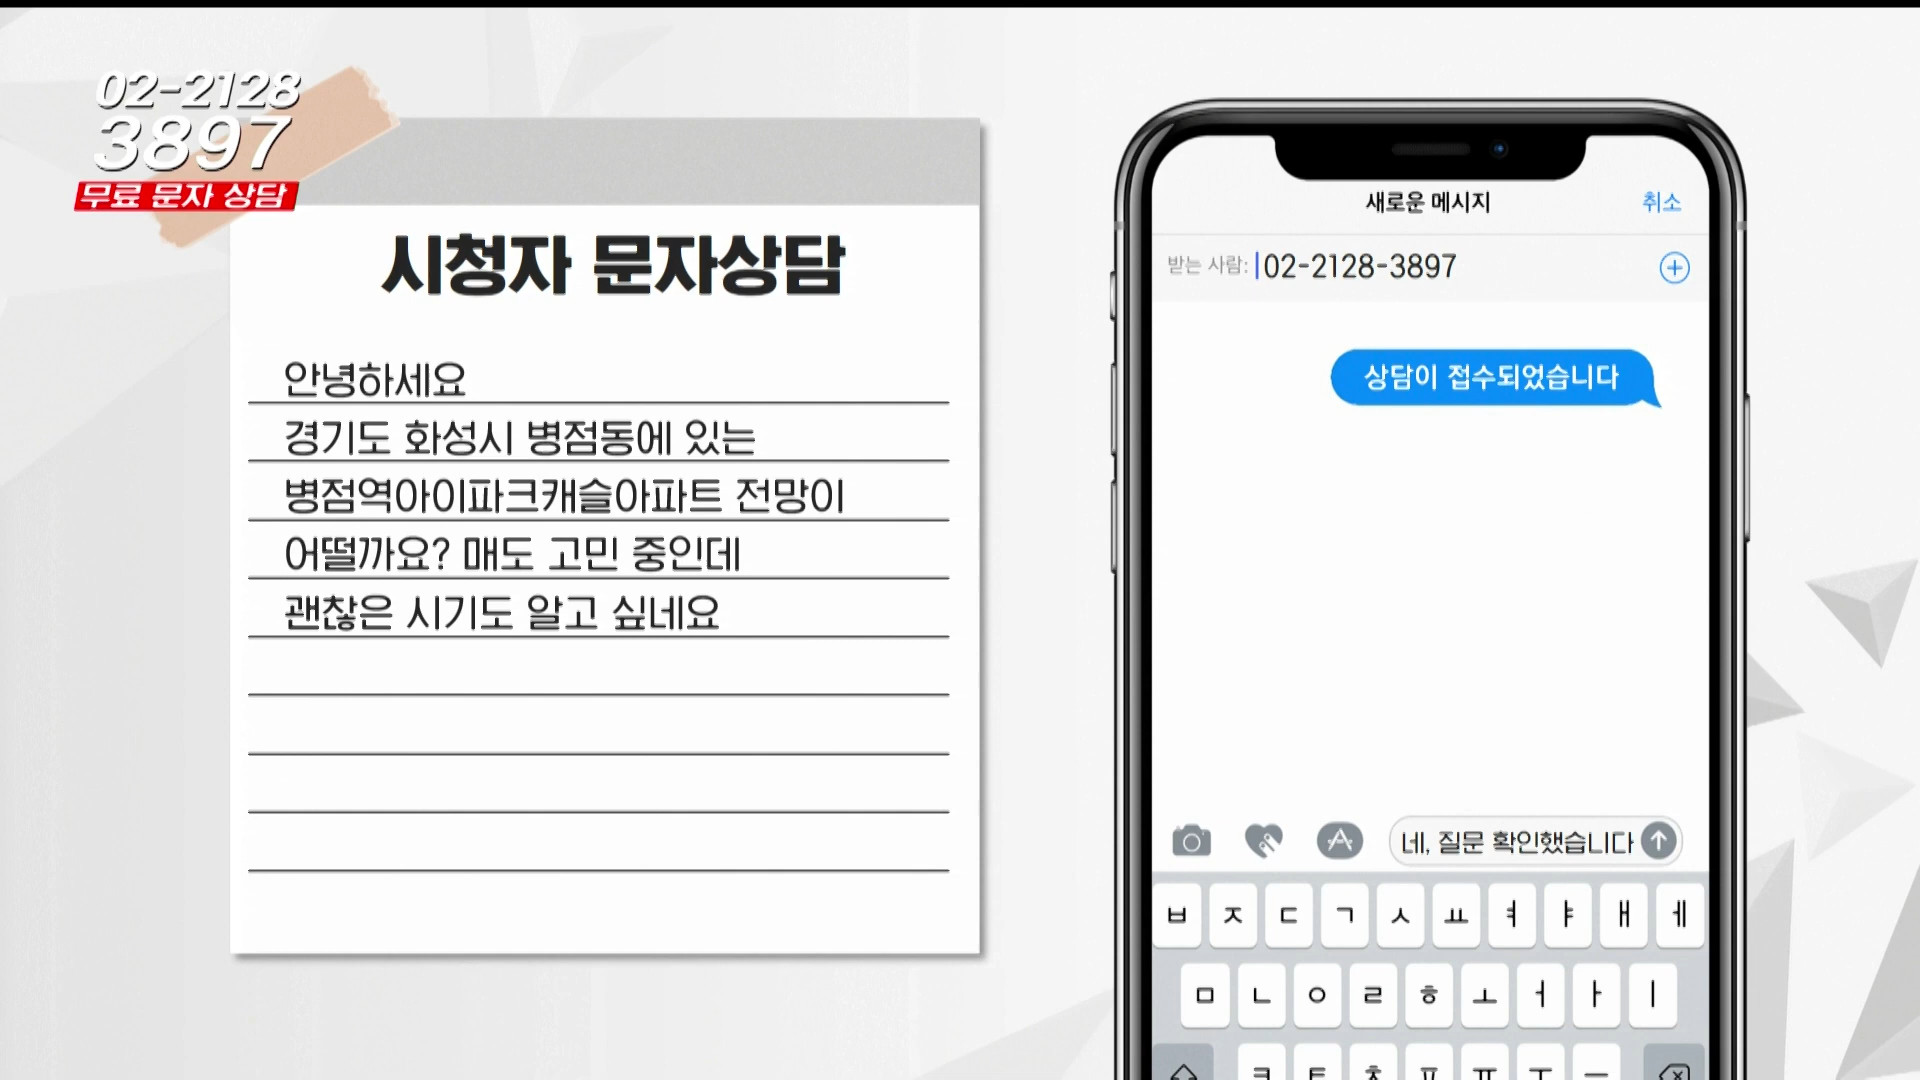 02-2128
3897
무료 문자 상담
시청자 문자상담
안녕하세요
경기도 화성시 병점동에 있는
병점역아이파크캐슬아파트 전망이
어떨까요? 매도 고민 중인데
괜찮은 시기도 알고 싶네요
새로운 메시지
취소
받는 사람: 02-2128-3897
상담이 접수되었습니다
네, 질문 확인했습니다
ㅂ ㅈ ㄷ ㄱ ㅅ ㅛ ㅕ ㅑ ㅐ ㅔ
ㅁ ㄴ ㅇ ㄹ ㅎ ㅗ ㅓ ㅏ ㅣ
ㅋ ㅌ ㅊ ㅍ ㅠ ㅜ ㅡ